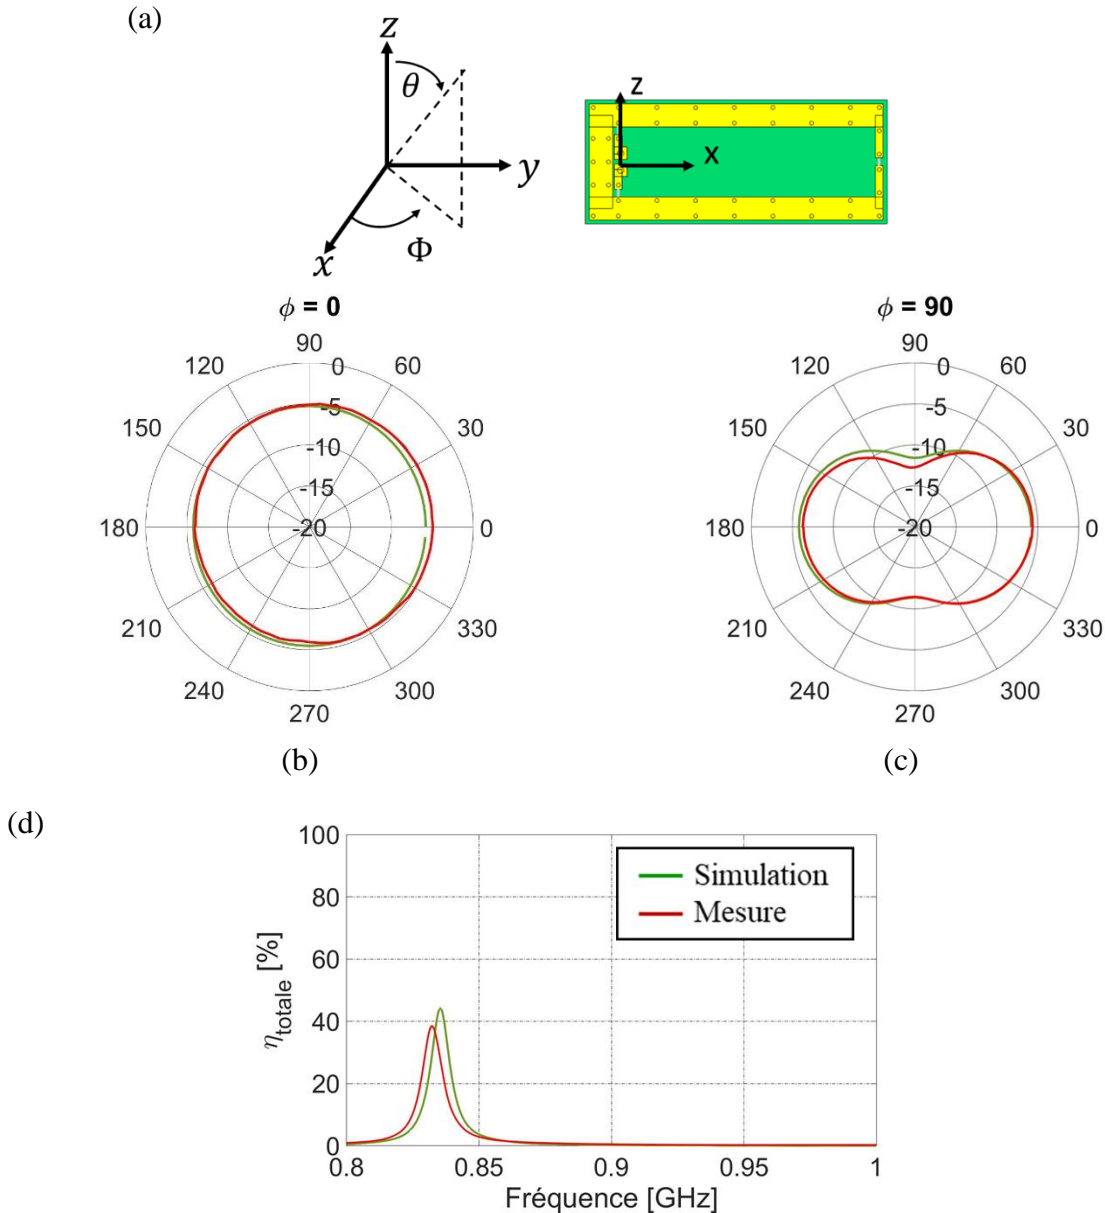 (a)
z
θ
y
Φ
x
z
x
ϕ = 0
90
120
0
60
-5
150
30
-10
-15
180
-20
0
210
330
240
300
270
(b)
ϕ = 90
90
120
0
60
-5
150
30
-10
-15
180
-20
0
210
330
240
300
270
(c)
(d)
100
80
60
40
20
0
η totale [%]
Simulation
Mesure
0.8
0.85
0.9
0.95
1
Fréquence [GHz]